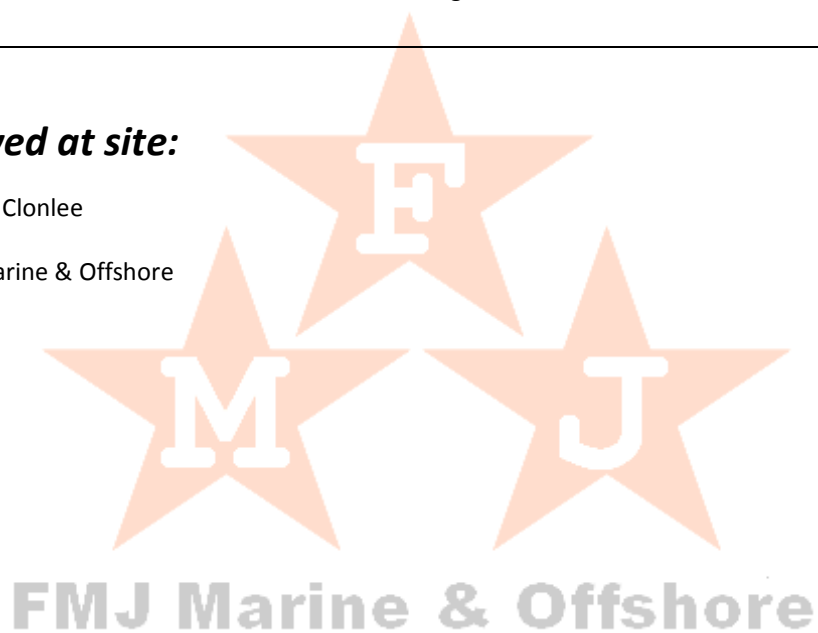 ved at site:
Clonlee
arine & Offshore
F
M J
FMJ Marine & Offshore